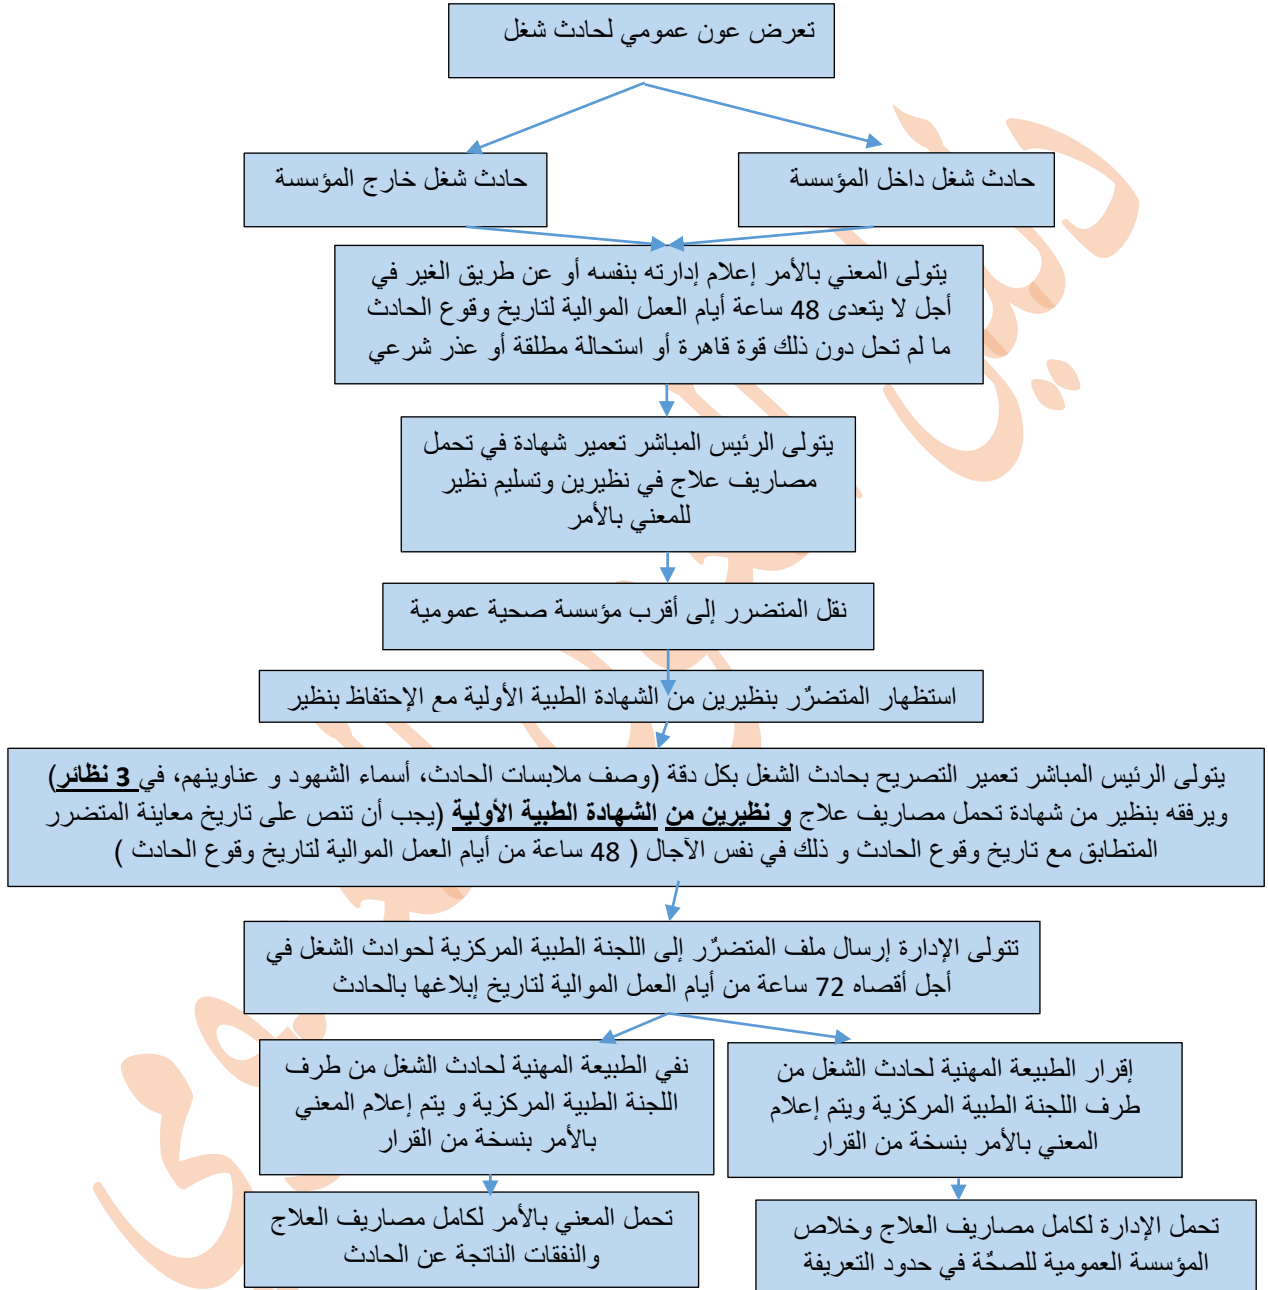 تعرض عون عمومي لحادث شغل
حادث شغل داخل المؤسسة
حادث شغل خارج المؤسسة
يتولى المعني بالأمر إعلام إدارته بنفسه أو عن طريق الغير في
أجل لا يتعدى 48 ساعة أيام العمل الموالية لتاريخ وقوع الحادث
ما لم تحل دون ذلك قوة قاهرة أو استحالة مطلقة أو عذر شرعي
يتولى الرئيس المباشر تعمير شهادة في تحمل
مصاريف علاج في نظيرين وتسليم نظير
للمعني بالأمر
نقل المتضرر إلى أقرب مؤسسة صحية عمومية
استظهار المتضرّر بنظيرين من الشهادة الطبية الأولية مع الإحتفاظ بنظير
يتولى الرئيس المباشر تعمير التصريح بحادث الشغل بكل دقة (وصف ملابسات الحادث، أسماء الشهود و عناوينهم، في 3 نظائر)
ويرفقه بنظير من شهادة تحمل مصاريف علاج و نظيرين من الشهادة الطبية الأولية (يجب أن تنص على تاريخ معاينة المتضرر
المتطابق مع تاريخ وقوع الحادث و ذلك في نفس الآجال ( 48 ساعة من أيام العمل الموالية لتاريخ وقوع الحادث )
تتولى الإدارة إرسال ملف المتضرّر إلى اللجنة الطبية المركزية لحوادث الشغل في
أجل أقصاه 72 ساعة من أيام العمل الموالية لتاريخ إبلاغها بالحادث
إقرار الطبيعة المهنية لحادث الشغل من
طرف اللجنة الطبية المركزية ويتم إعلام
المعني بالأمر بنسخة من القرار
نفي الطبيعة المهنية لحادث الشغل من طرف
اللجنة الطبية المركزية و يتم إعلام المعني
بالأمر بنسخة من القرار
تحمل الإدارة لكامل مصاريف العلاج وخلاص
المؤسسة العمومية للصحّة في حدود التعريفة
تحمل المعني بالأمر لكامل مصاريف العلاج
والنفقات الناتجة عن الحادث